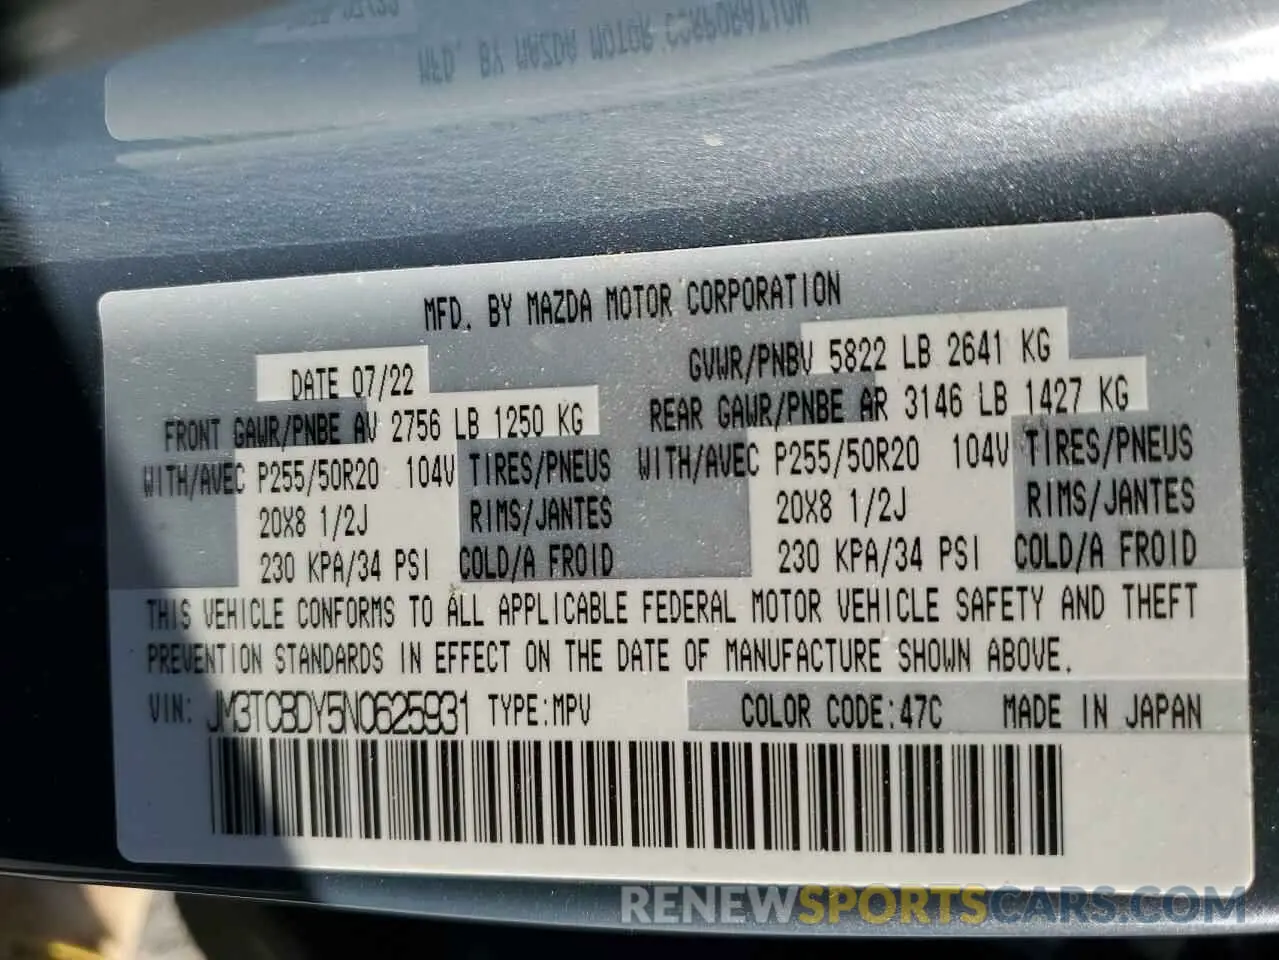 MFD. BY MAZDA MOTOR CORPORATION
MFD. BY MAZDA MOTOR CORPORATION
DATE 07/22
GVWR/PNBV 5822 LB 2641 KG
FRONT GAWR/PNBE AV 2756 LB 1250 KG
REAR GAWR/PNBE AR 3146 LB 1427 KG
WITH/AVEC P255/50R20 104V TIRES/PNEUS
WITH/AVEC P255/50R20 104V TIRES/PNEUS
20X8 1/2J RIMS/JANTES
20X8 1/2J RIMS/JANTES
230 KPA/34 PSI COLD/A FROID
230 KPA/34 PSI COLD/A FROID
THIS VEHICLE CONFORMS TO ALL APPLICABLE FEDERAL MOTOR VEHICLE SAFETY AND THEFT
PREVENTION STANDARDS IN EFFECT ON THE DATE OF MANUFACTURE SHOWN ABOVE.
VIN: JM3TCBDY5N0625931 TYPE:MPV COLOR CODE:47C MADE IN JAPAN
RENEWSPORTSCARS.COM